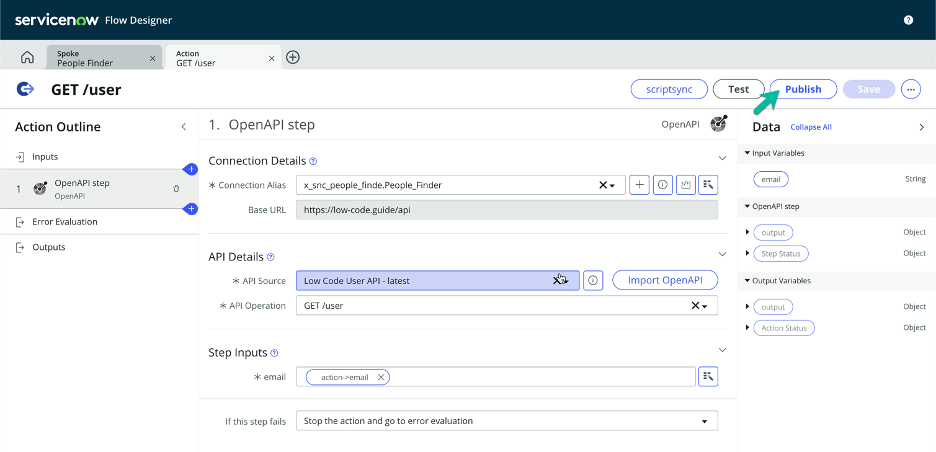 servicenow Flow Designer
Spoke
People Finder
Action
GET /user
GET /user
scriptsync
Test
Publish
Save
Action Outline
Inputs
1
OpenAPI step
OpenAPI
Error Evaluation
Outputs
1. OpenAPI step
OpenAPI
Connection Details
* Connection Alias
x_snc_people_finde.People_Finder
Base URL
https://low-code.guide/api
API Details
* API Source
Low Code User API - latest
Import OpenAPI
* API Operation
GET /user
Step Inputs
* email
action->email
If this step fails
Stop the action and go to error evaluation
Data Collapse All
Input Variables
email String
OpenAPI step
output Object
Step Status Object
Output Variables
output Object
Action Status Object